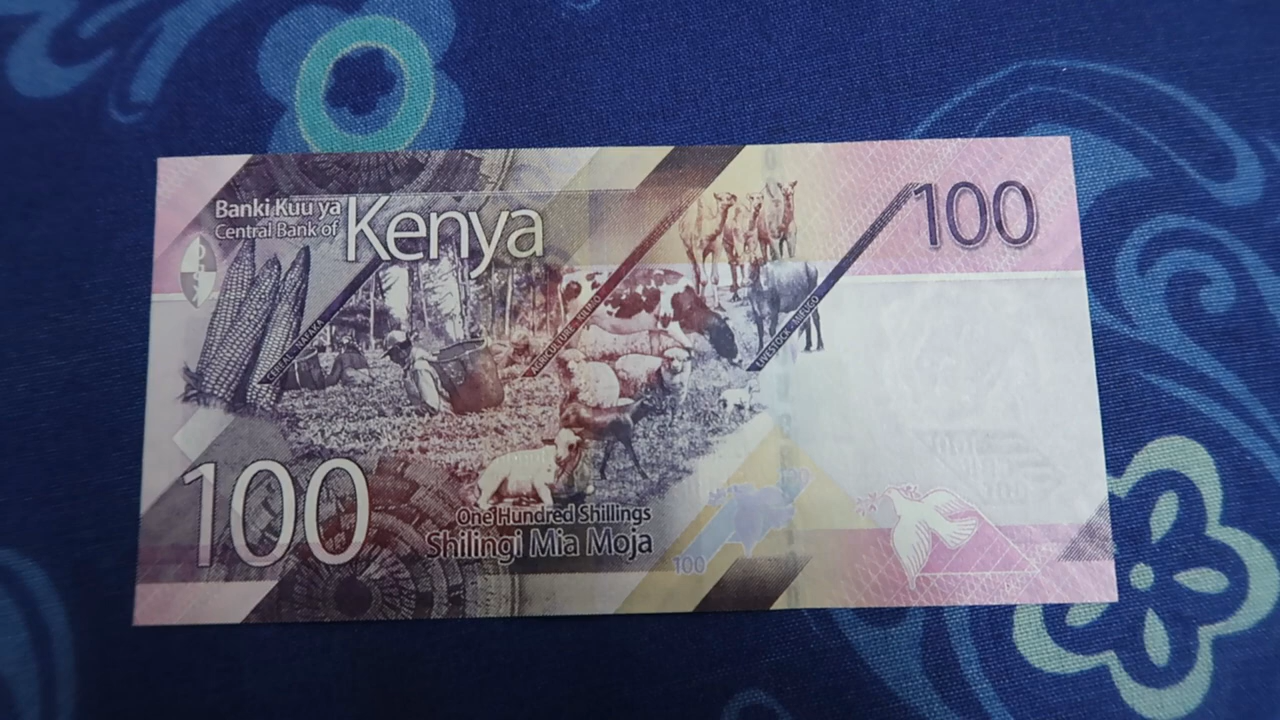 Banki Kuu ya
Central Bank of
Kenya
100
CEREAL - NAFAKA
AGRICULTURE - KILIMO
LIVESTOCK - MIFUGO
100
One Hundred Shillings
Shilingi Mia Moja
100